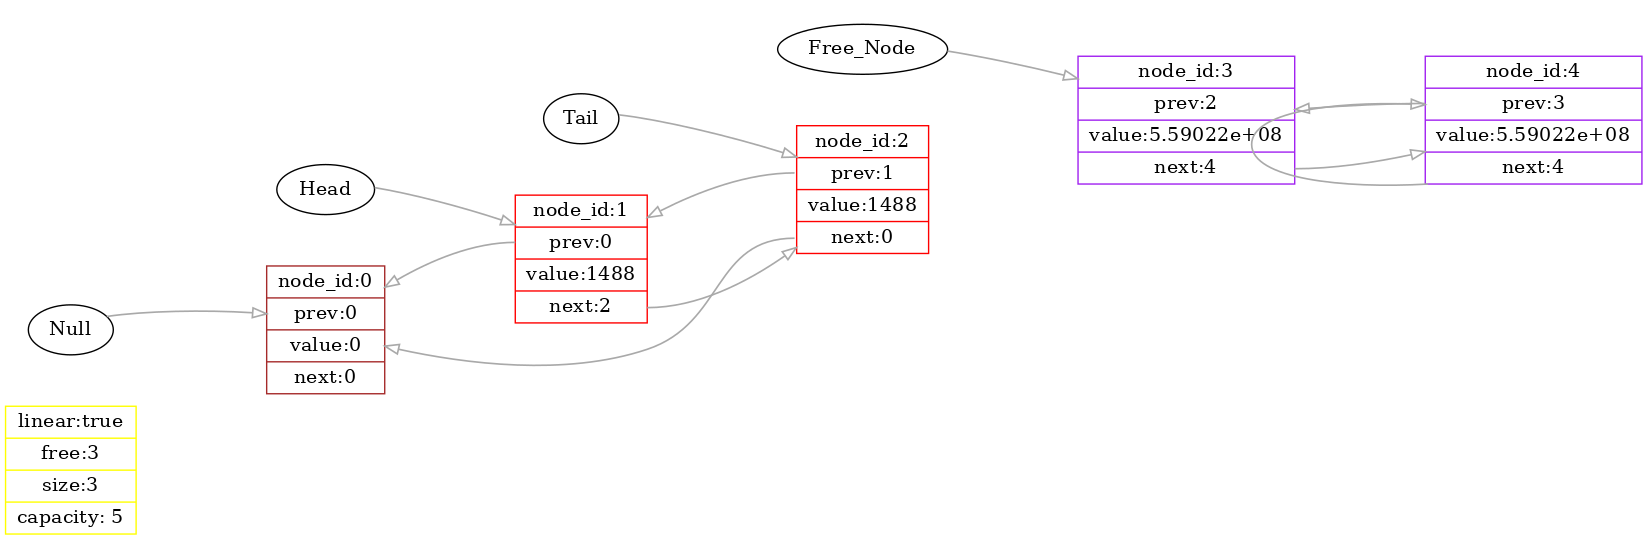 Free_Node
node_id:3
prev:2
value:5.59022e+08
next:4
node_id:4
prev:3
value:5.59022e+08
next:4
Tail
node_id:2
prev:1
value:1488
next:0
Head
node_id:1
prev:0
value:1488
next:2
Null
node_id:0
prev:0
value:0
next:0
linear:true
free:3
size:3
capacity: 5